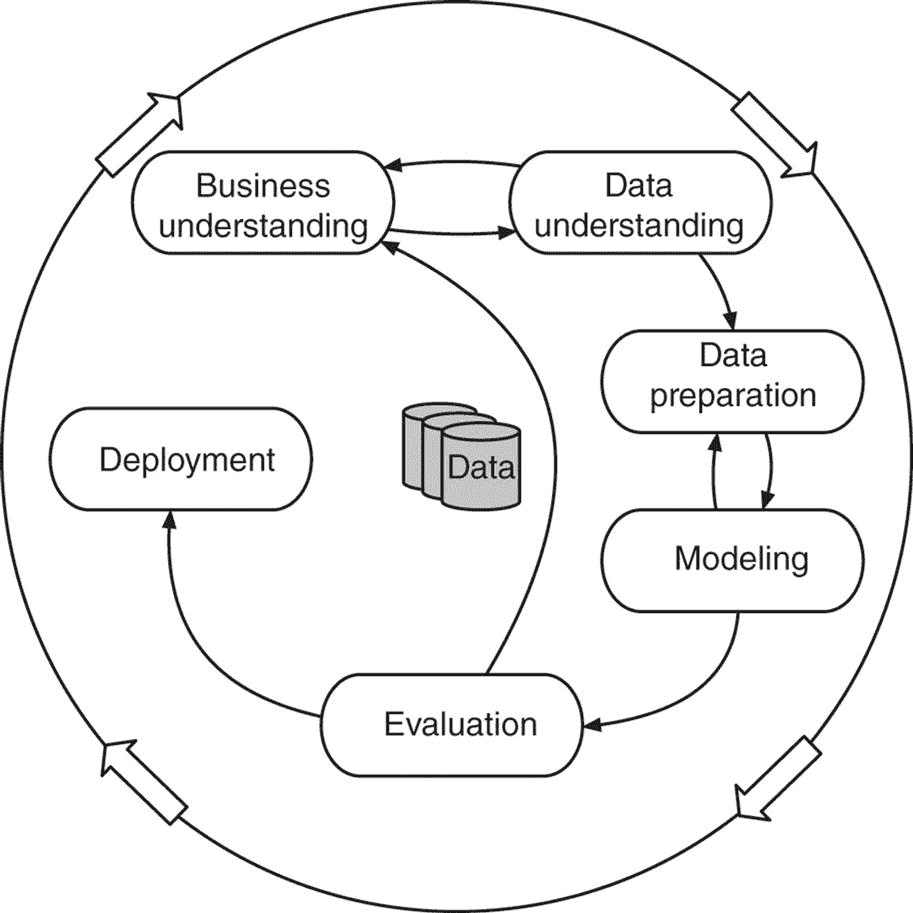 Business
understanding
Data
understanding
Data
preparation
Deployment
Data
Modeling
Evaluation